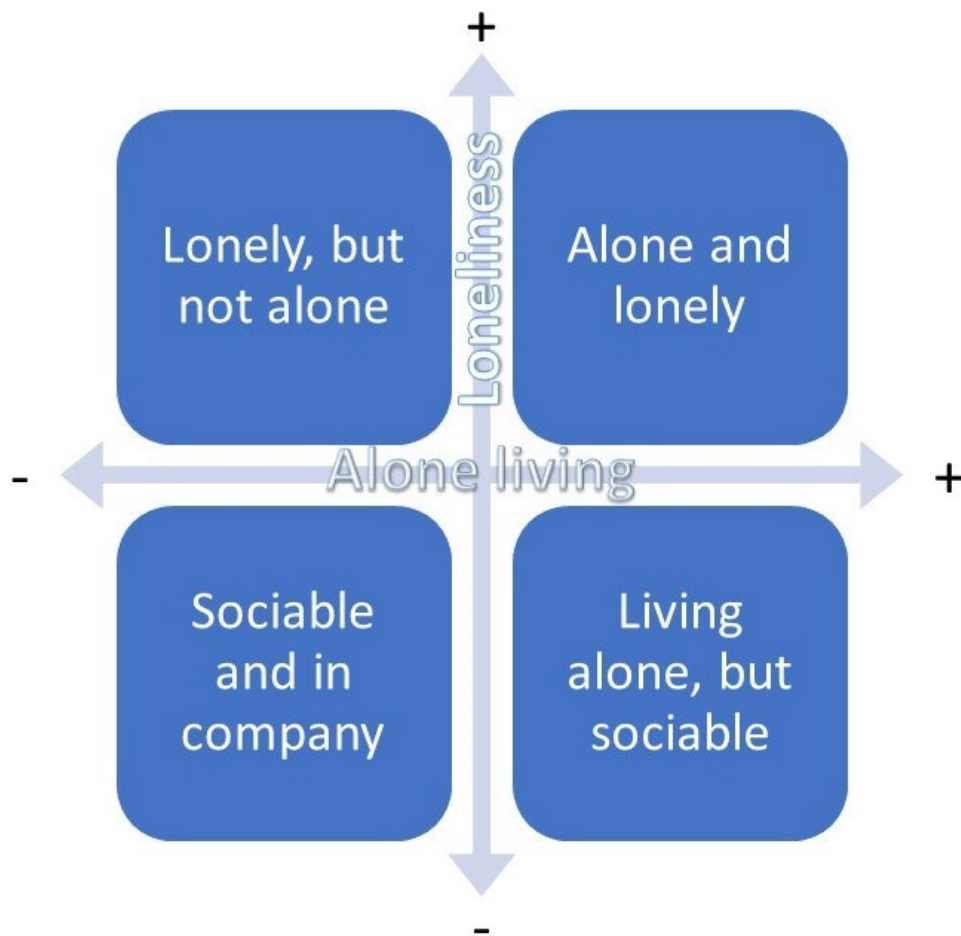 +
Lonely, but
not alone
Loneliness
Alone and
lonely
-
Alone living
+
Sociable
and in
company
Living
alone, but
sociable
-